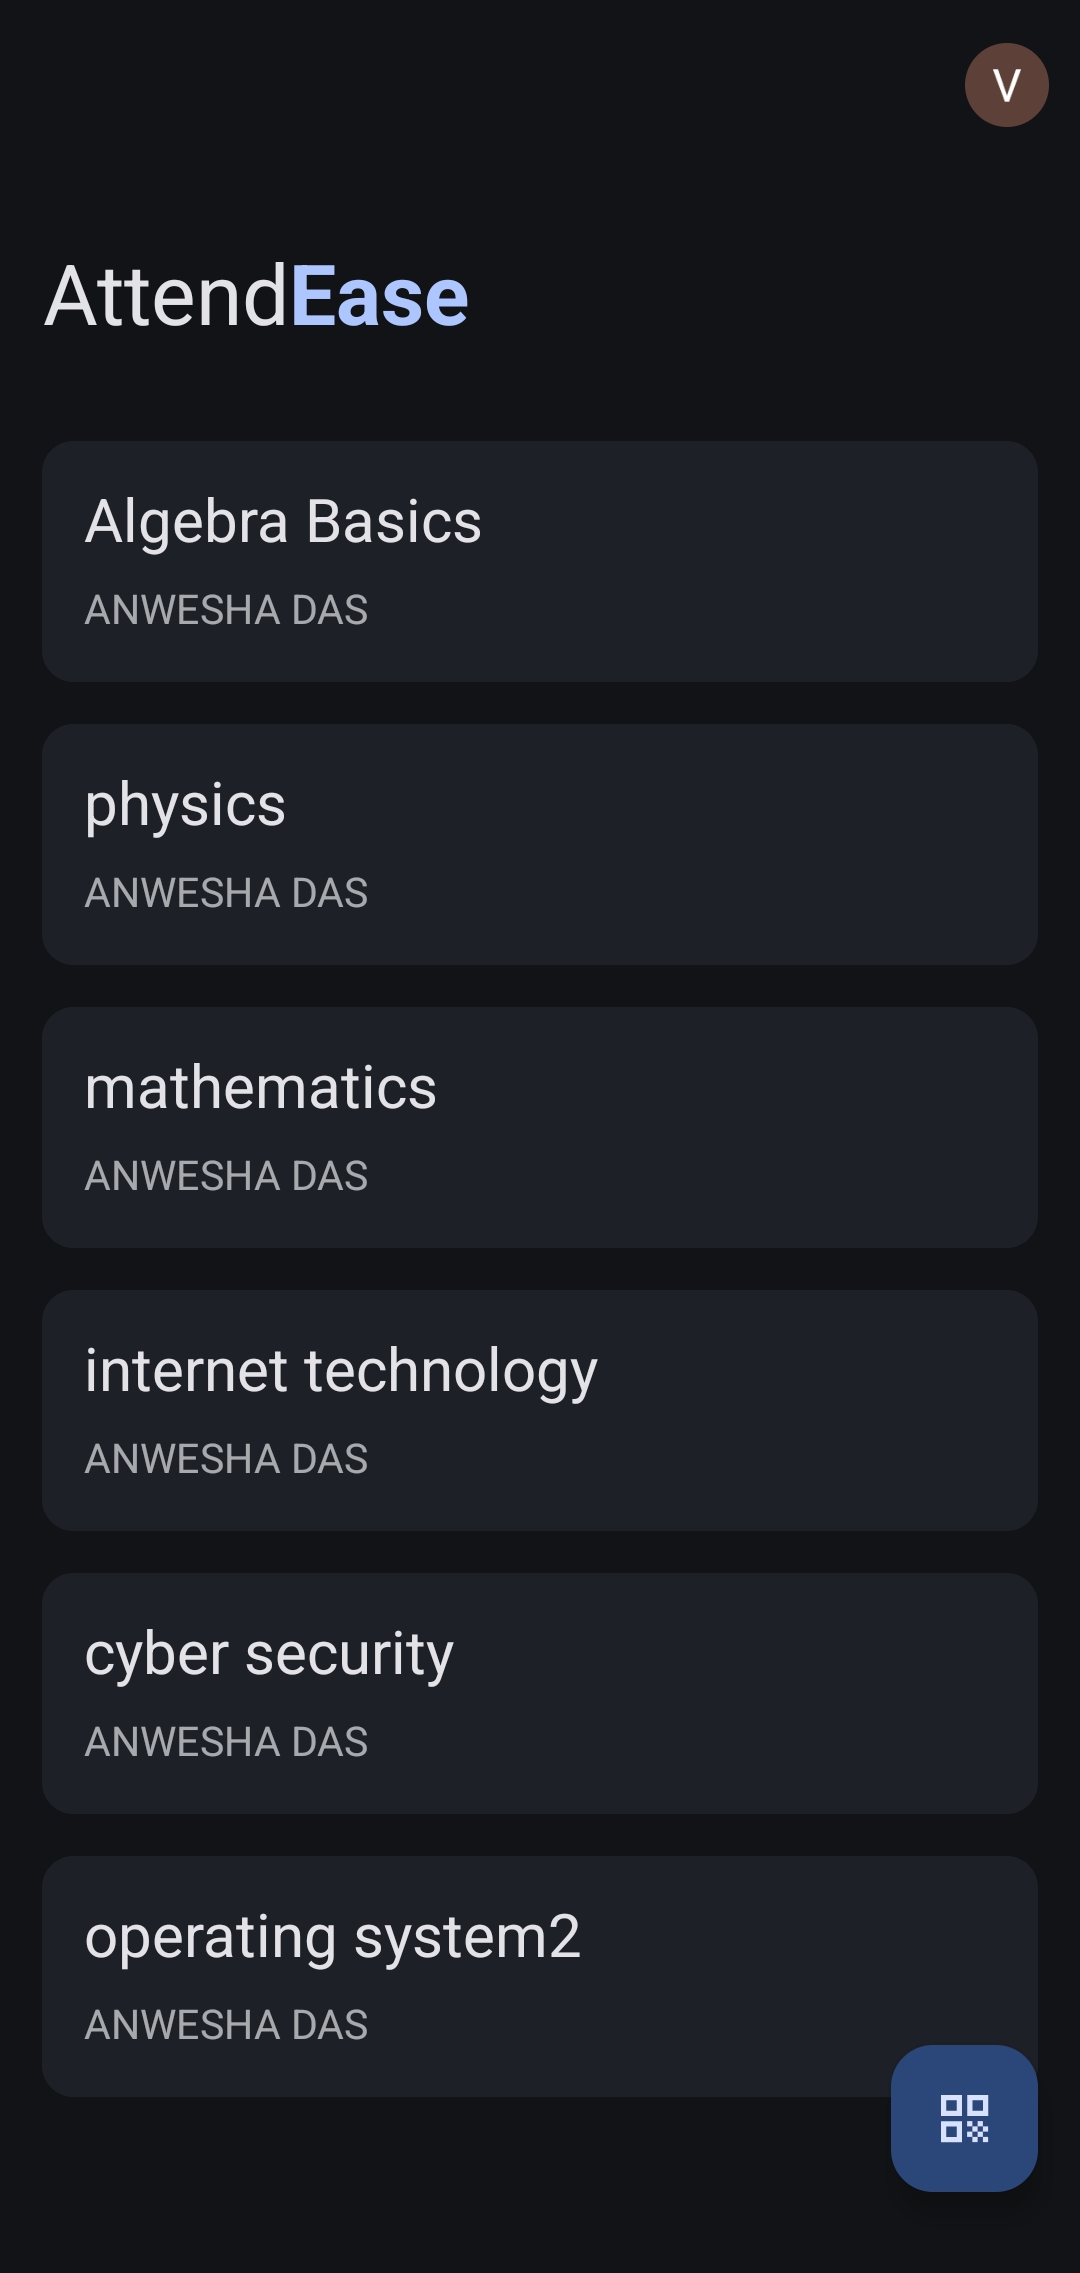 V
AttendEase
Algebra Basics
ANWESHA DAS
physics
ANWESHA DAS
mathematics
ANWESHA DAS
internet technology
ANWESHA DAS
cyber security
ANWESHA DAS
operating system2
ANWESHA DAS